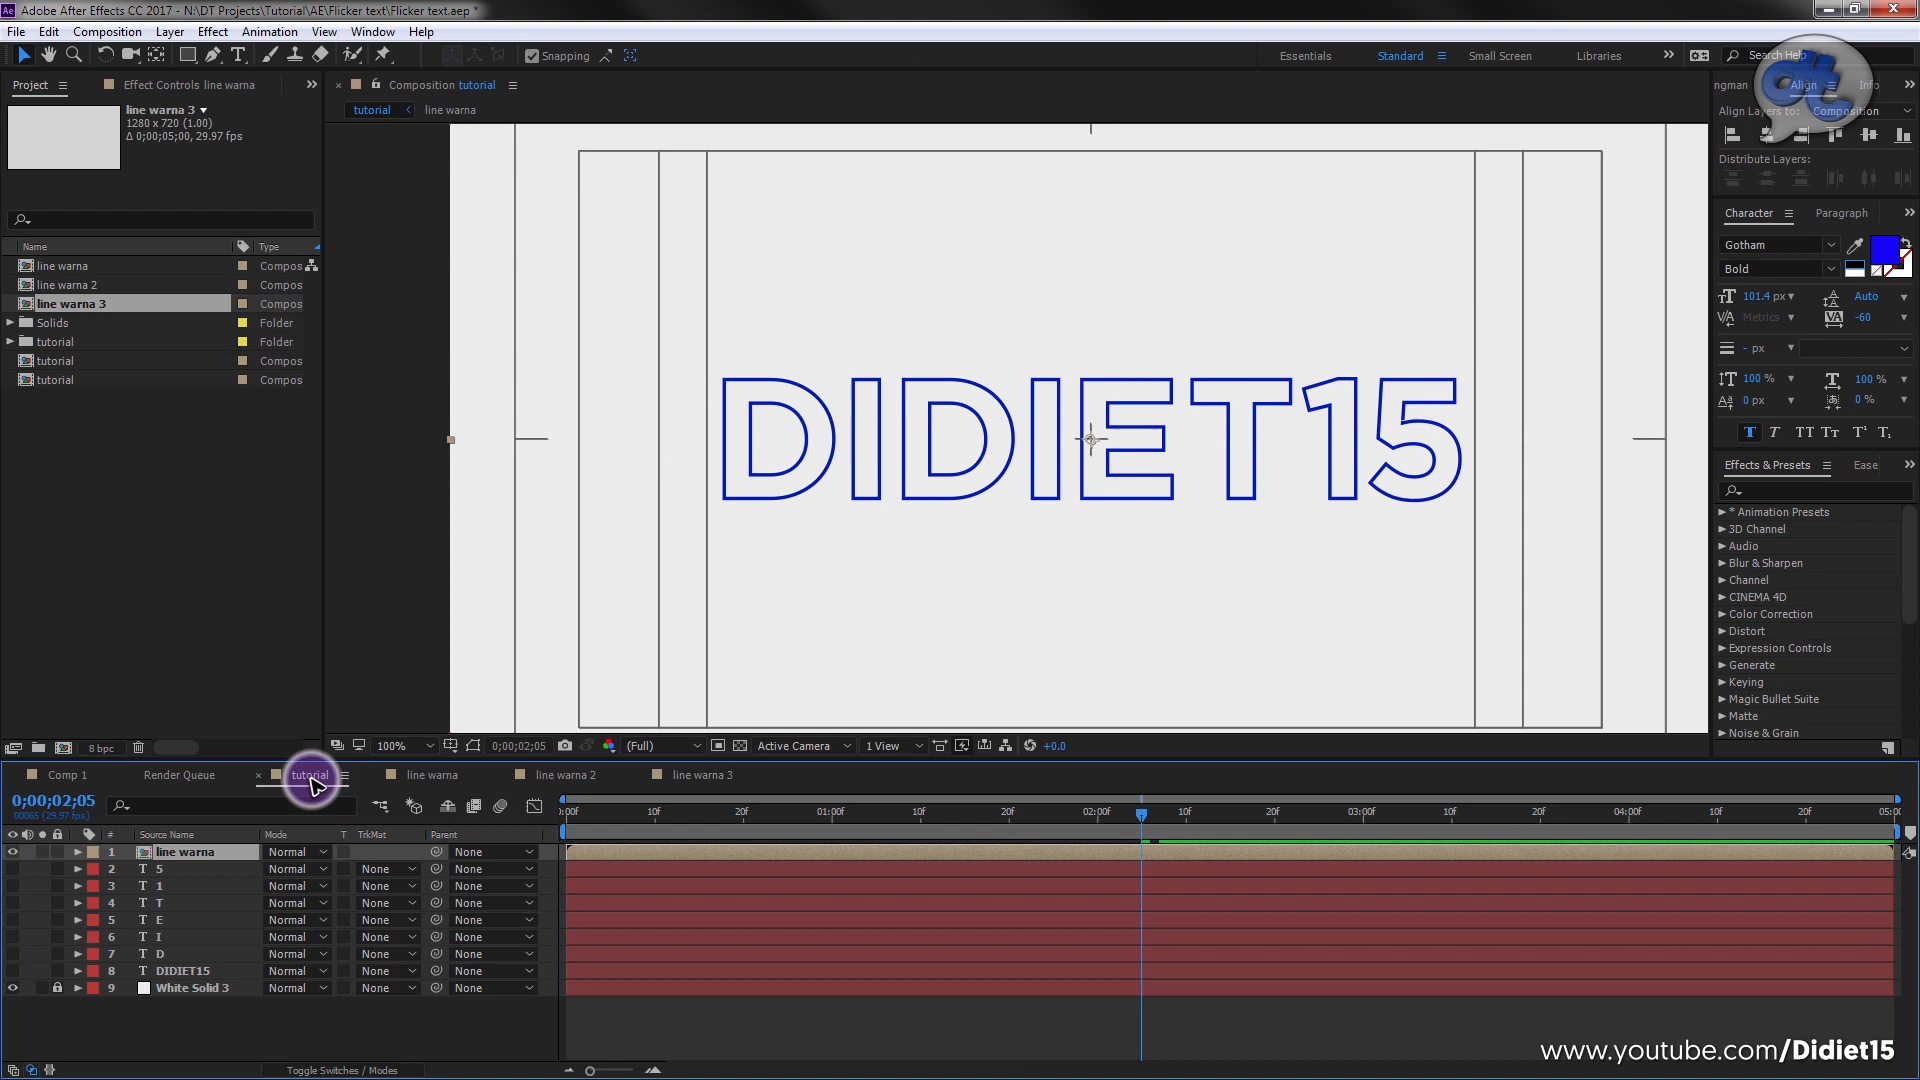 Adobe After Effects CC 2017 - N:\DT Projects\Tutorial\AE\Flicker text\Flicker text.aep *
File Edit Composition Layer Effect Animation View Window Help
Snapping Essentials Standard Small Screen Libraries Search Help
Project Effect Controls line warna Composition tutorial ngman Align Info
line warna 3
1280 x 720 (1.00)
Δ 0;00;05;00, 29.97 fps
tutorial line warna
Align Layers to: Composition
Distribute Layers:
Name Type
line warna Compos
line warna 2 Compos
line warna 3 Compos
Solids Folder
tutorial Folder
tutorial Compos
tutorial Compos
DIDIET15
Character Paragraph
Gotham
Bold
101.4 px Auto
Metrics -60
- px
100 % 100 %
0 px 0 %
T T TT Tt T¹ T₁
Effects & Presets Ease
* Animation Presets
3D Channel
Audio
Blur & Sharpen
Channel
CINEMA 4D
Color Correction
Distort
Expression Controls
Generate
Keying
Magic Bullet Suite
Matte
Noise & Grain
8 bpc 100% 0;00;02;05 (Full) Active Camera 1 View +0.0
Comp 1 Render Queue tutorial line warna line warna 2 line warna 3
0;00;02;05
00065 (29.97 fps)
:00f 10f 20f 01:00f 10f 20f 02:00f 10f 20f 03:00f 10f 20f 04:00f 10f 20f 05:00
# Source Name Mode T TrkMat Parent
1 line warna Normal None
2 T 5 Normal None None
3 T 1 Normal None None
4 T T Normal None None
5 T E Normal None None
6 T I Normal None None
7 T D Normal None None
8 T DIDIET15 Normal None None
9 White Solid 3 Normal None None
Toggle Switches / Modes
www.youtube.com/Didiet15